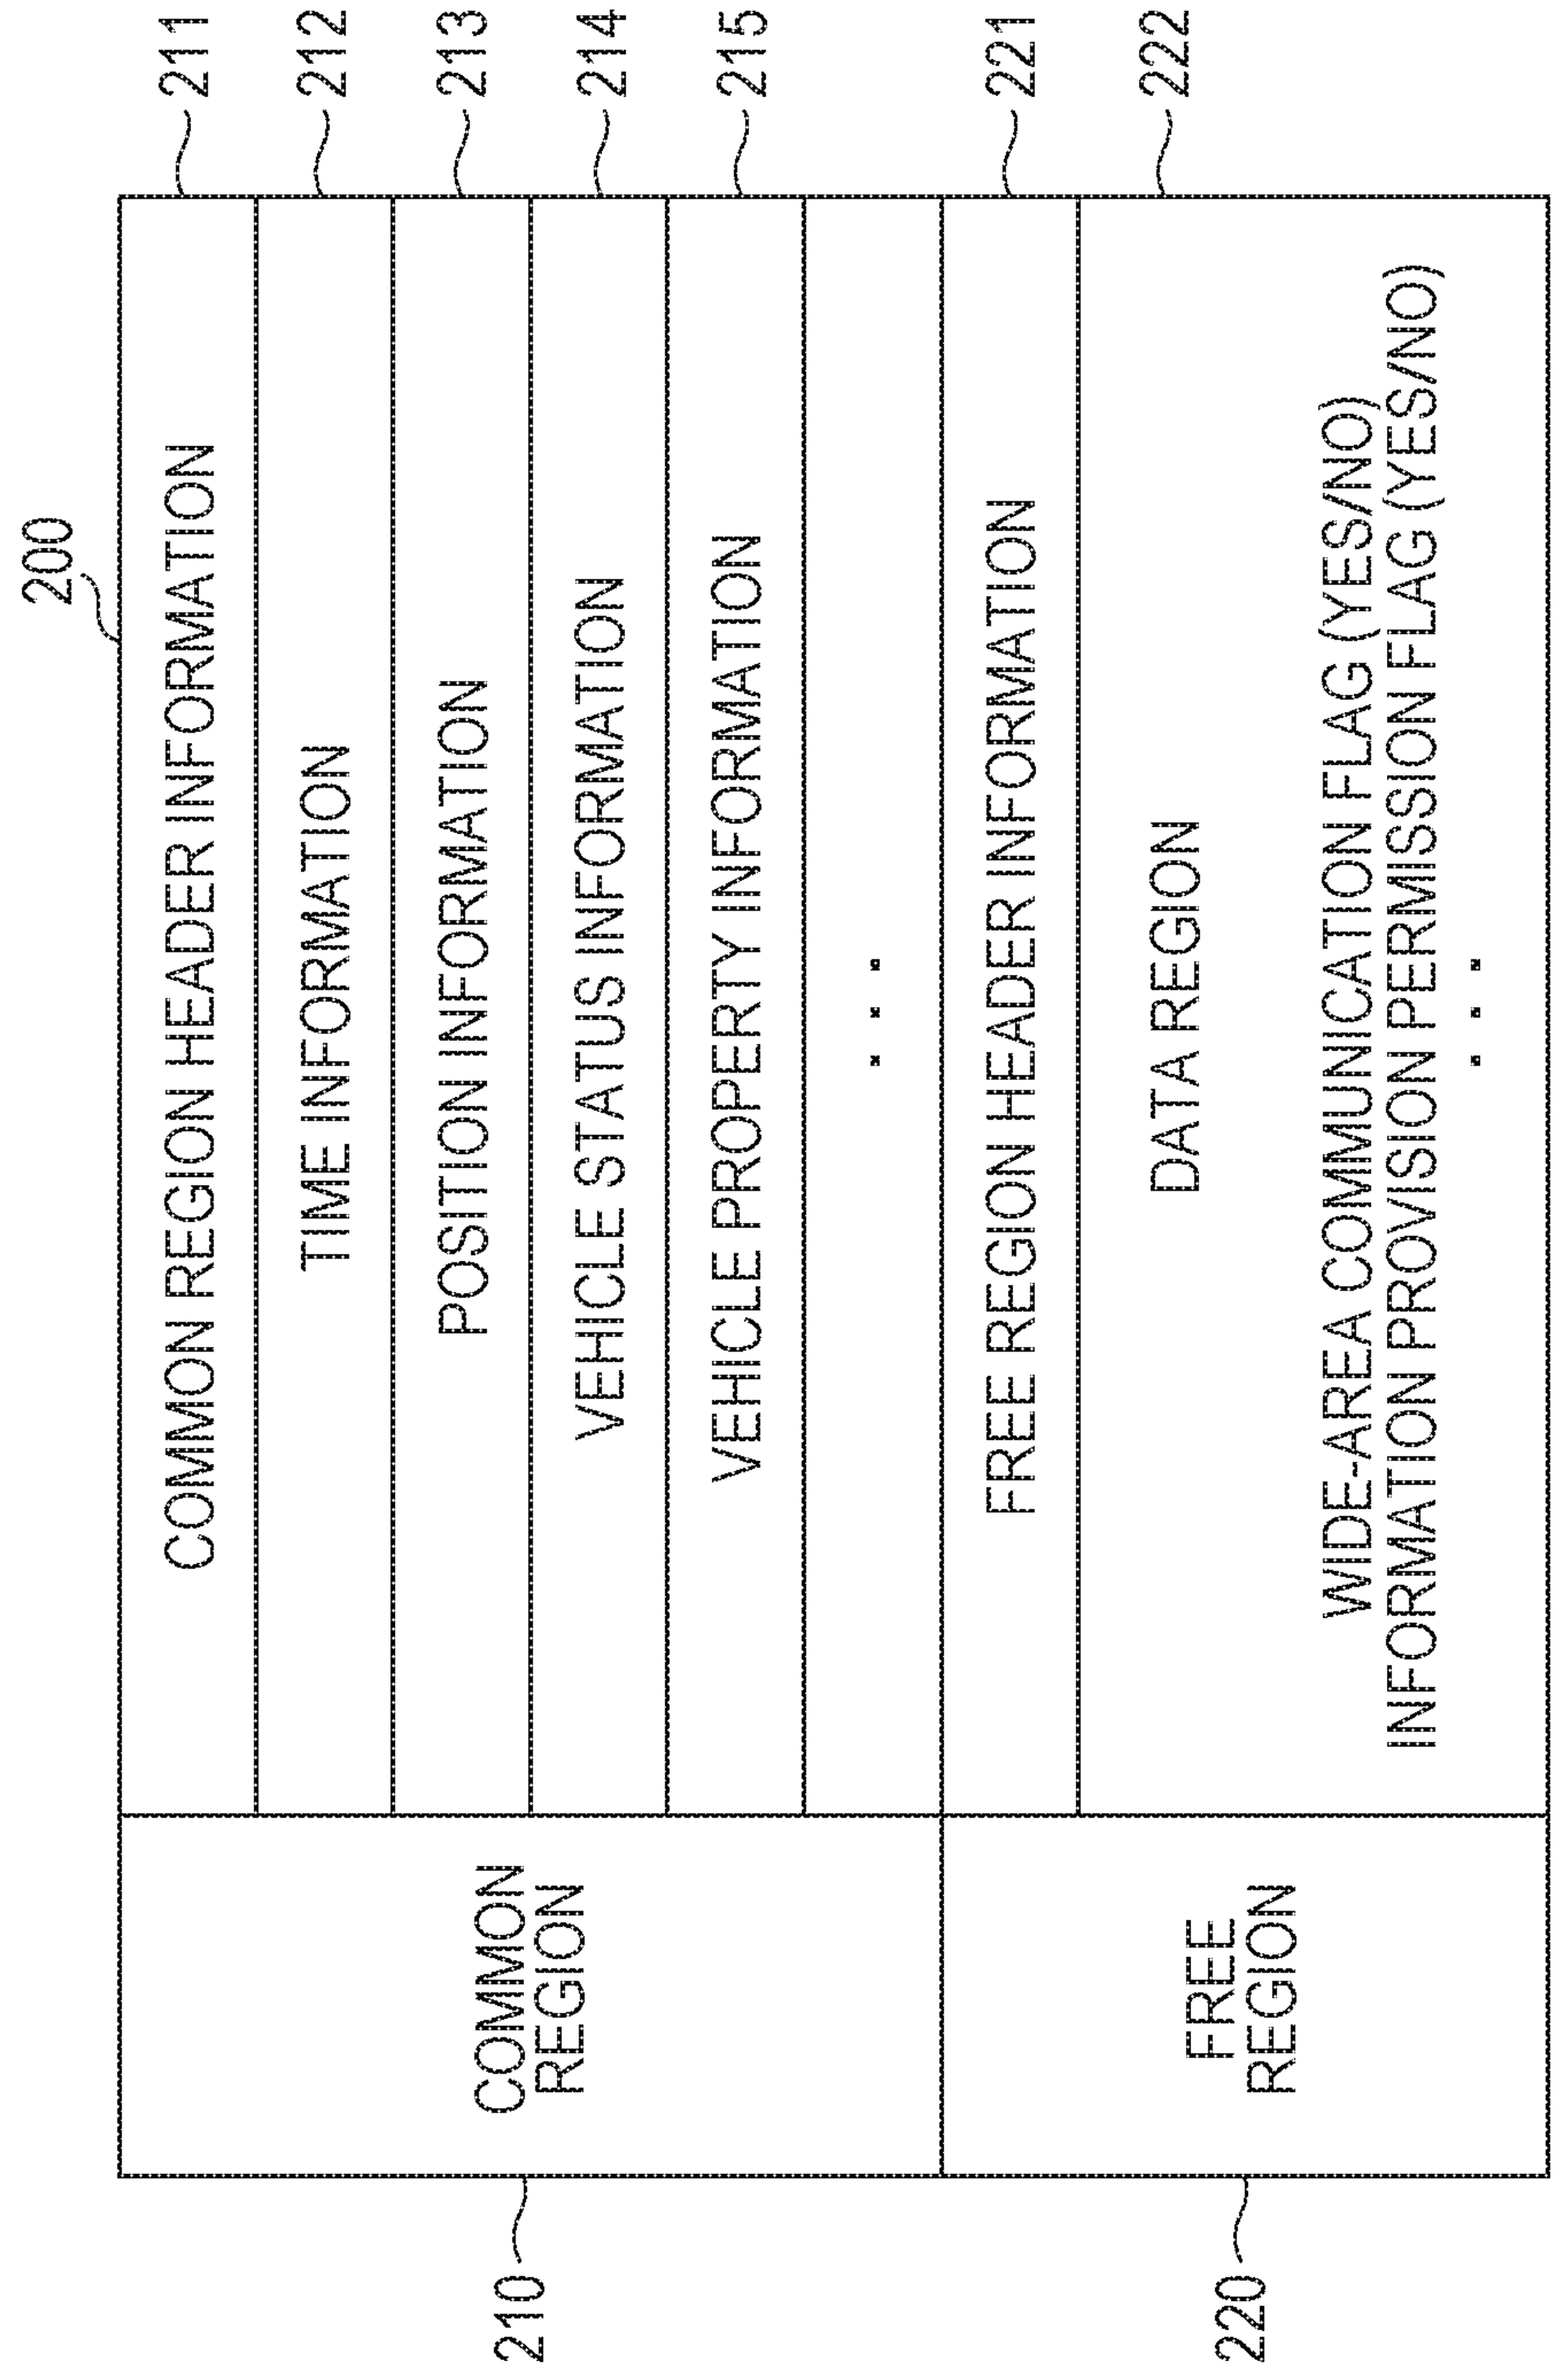 200
COMMON REGION HEADER INFORMATION
211
TIME INFORMATION
212
210
COMMON
REGION
POSITION INFORMATION
213
VEHICLE STATUS INFORMATION
214
VEHICLE PROPERTY INFORMATION
215
. . .
220
FREE
REGION
FREE REGION HEADER INFORMATION
221
DATA REGION
222
WIDE-AREA COMMUNICATION FLAG (YES/NO)
INFORMATION PROVISION PERMISSION FLAG (YES/NO)
. . .